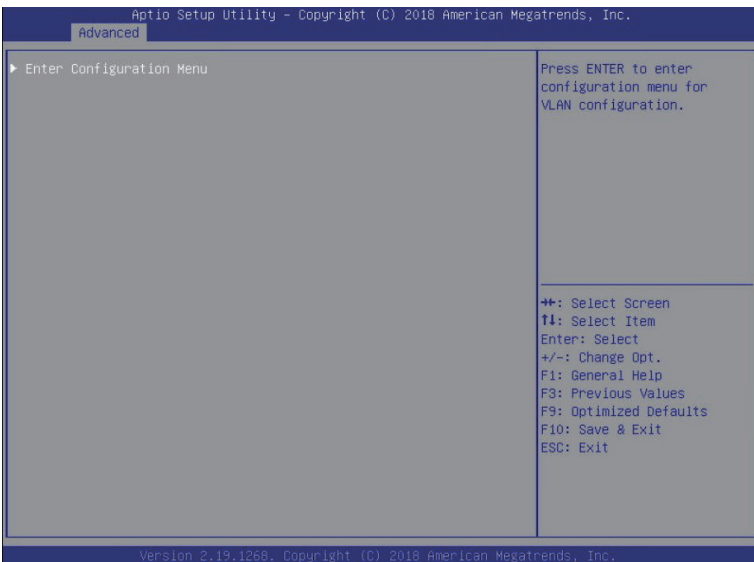 Aptio Setup Utility – Copyright (C) 2018 American Megatrends, Inc.
Advanced
▶ Enter Configuration Menu
Press ENTER to enter
configuration menu for
VLAN configuration.
→←: Select Screen
↑↓: Select Item
Enter: Select
+/-: Change Opt.
F1: General Help
F3: Previous Values
F9: Optimized Defaults
F10: Save & Exit
ESC: Exit
Version 2.19.1268. Copyright (C) 2018 American Megatrends, Inc.